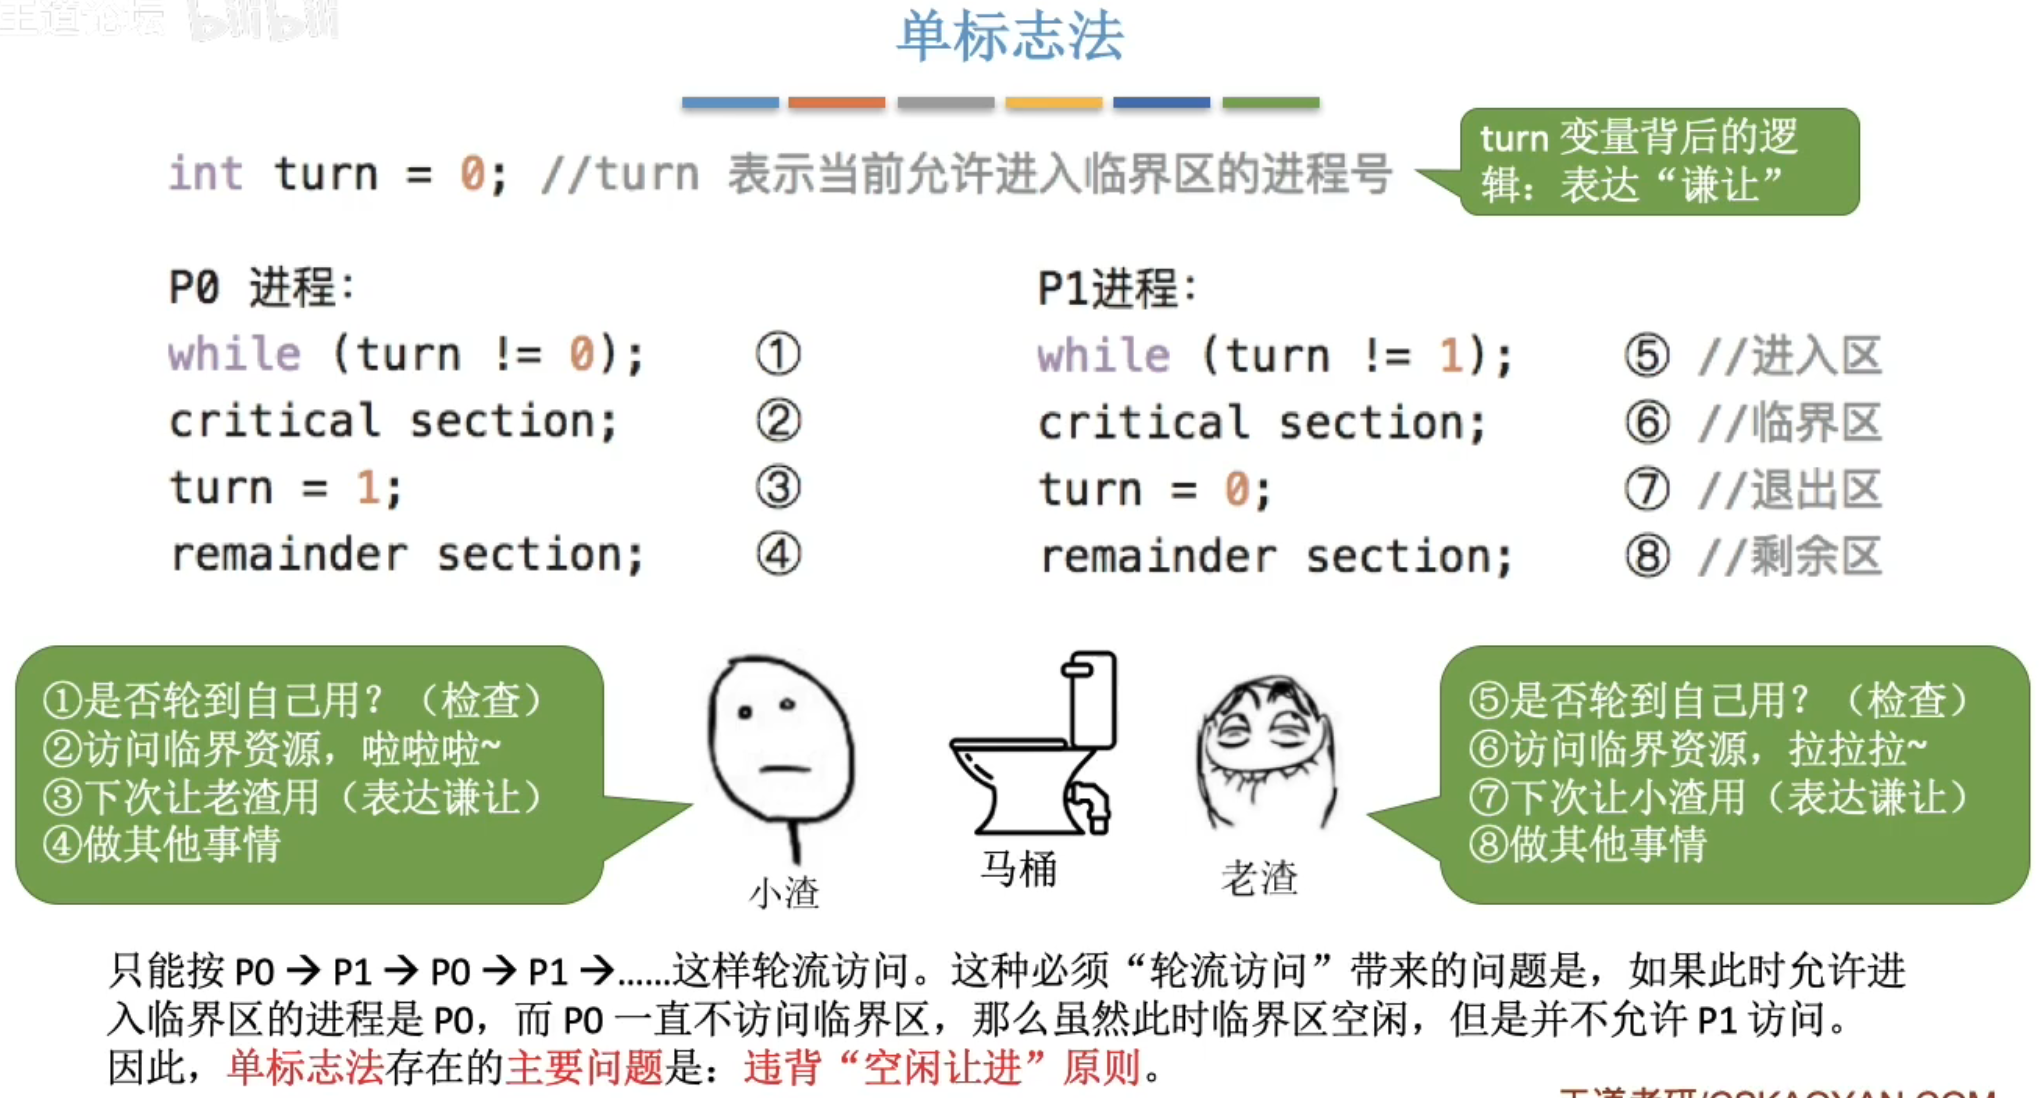 王道论坛 bilibili
单标志法
int turn = 0; //turn 表示当前允许进入临界区的进程号
turn 变量背后的逻
辑：表达“谦让”
P0 进程：
while (turn != 0); ①
critical section; ②
turn = 1; ③
remainder section; ④
P1进程：
while (turn != 1); ⑤ //进入区
critical section; ⑥ //临界区
turn = 0; ⑦ //退出区
remainder section; ⑧ //剩余区
①是否轮到自己用？（检查）
②访问临界资源，啦啦啦~
③下次让老渣用（表达谦让）
④做其他事情
小渣
马桶
老渣
⑤是否轮到自己用？（检查）
⑥访问临界资源，拉拉拉~
⑦下次让小渣用（表达谦让）
⑧做其他事情
只能按 P0 → P1 → P0 → P1 →……这样轮流访问。这种必须“轮流访问”带来的问题是，如果此时允许进
入临界区的进程是 P0，而 P0 一直不访问临界区，那么虽然此时临界区空闲，但是并不允许 P1 访问。
因此，单标志法存在的主要问题是：违背“空闲让进”原则。
王道考研/CSKAOYAN.COM